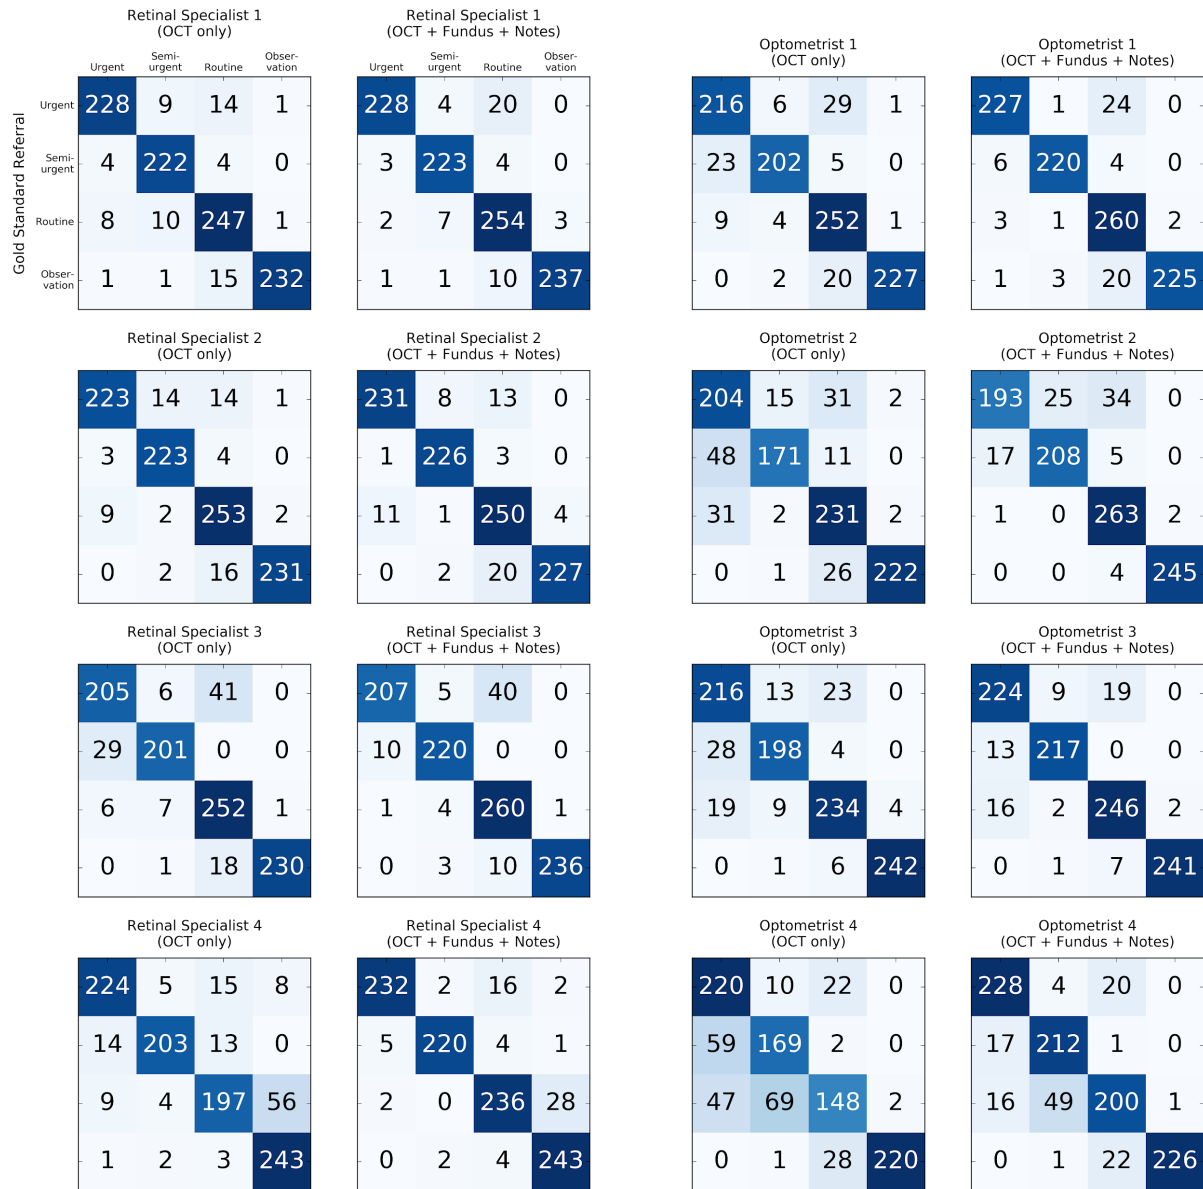 Retinal Specialist 1
(OCT only)
Retinal Specialist 1
(OCT + Fundus + Notes)
Optometrist 1
(OCT only)
Optometrist 1
(OCT + Fundus + Notes)
Urgent
Semi-
urgent
Routine
Obser-
vation
Urgent
Semi-
urgent
Routine
Obser-
vation
Gold Standard Referral
Urgent
Semi-
urgent
Routine
Obser-
vation
228 9 14 1
4 222 4 0
8 10 247 1
1 1 15 232
228 4 20 0
3 223 4 0
2 7 254 3
1 1 10 237
216 6 29 1
23 202 5 0
9 4 252 1
0 2 20 227
227 1 24 0
6 220 4 0
3 1 260 2
1 3 20 225
Retinal Specialist 2
(OCT only)
223 14 14 1
3 223 4 0
9 2 253 2
0 2 16 231
Retinal Specialist 2
(OCT + Fundus + Notes)
231 8 13 0
1 226 3 0
11 1 250 4
0 2 20 227
Optometrist 2
(OCT only)
204 15 31 2
48 171 11 0
31 2 231 2
0 1 26 222
Optometrist 2
(OCT + Fundus + Notes)
193 25 34 0
17 208 5 0
1 0 263 2
0 0 4 245
Retinal Specialist 3
(OCT only)
205 6 41 0
29 201 0 0
6 7 252 1
0 1 18 230
Retinal Specialist 3
(OCT + Fundus + Notes)
207 5 40 0
10 220 0 0
1 4 260 1
0 3 10 236
Optometrist 3
(OCT only)
216 13 23 0
28 198 4 0
19 9 234 4
0 1 6 242
Optometrist 3
(OCT + Fundus + Notes)
224 9 19 0
13 217 0 0
16 2 246 2
0 1 7 241
Retinal Specialist 4
(OCT only)
224 5 15 8
14 203 13 0
9 4 197 56
1 2 3 243
Retinal Specialist 4
(OCT + Fundus + Notes)
232 2 16 2
5 220 4 1
2 0 236 28
0 2 4 243
Optometrist 4
(OCT only)
220 10 22 0
59 169 2 0
47 69 148 2
0 1 28 220
Optometrist 4
(OCT + Fundus + Notes)
228 4 20 0
17 212 1 0
16 49 200 1
0 1 22 226